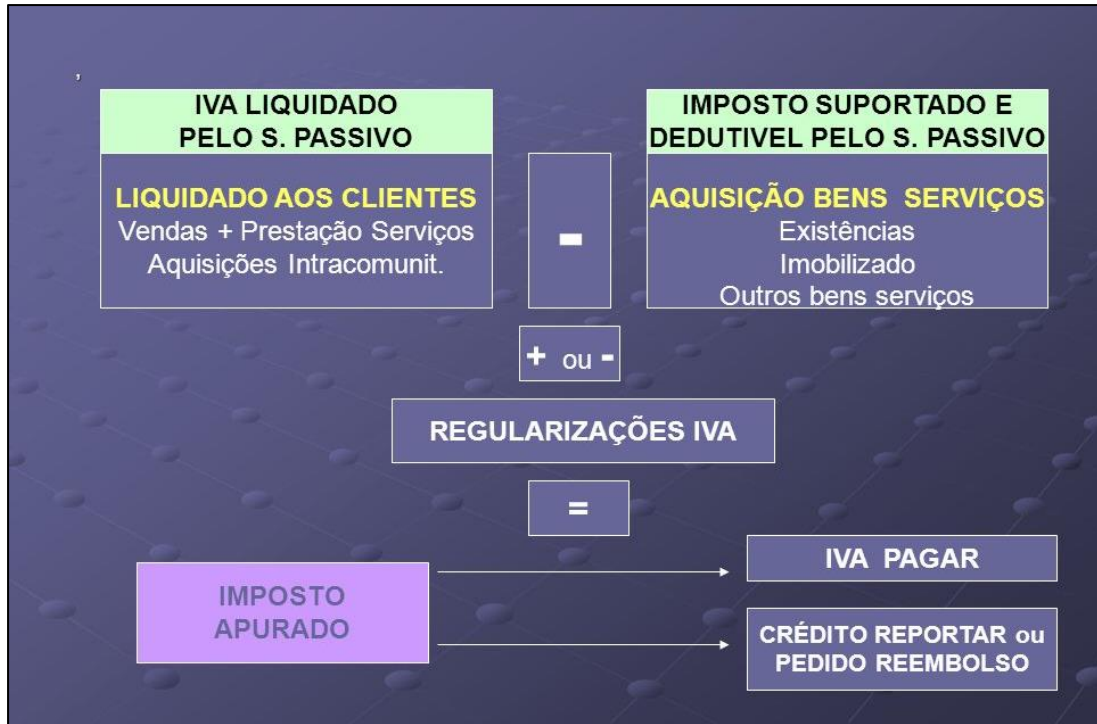 ,
IVA LIQUIDADO
PELO S. PASSIVO
LIQUIDADO AOS CLIENTES
Vendas + Prestação Serviços
Aquisições Intracomunit.
-
IMPOSTO SUPORTADO E
DEDUTIVEL PELO S. PASSIVO
AQUISIÇÃO BENS SERVIÇOS
Existências
Imobilizado
Outros bens serviços
+ ou -
REGULARIZAÇÕES IVA
=
IMPOSTO
APURADO
IVA PAGAR
CRÉDITO REPORTAR ou
PEDIDO REEMBOLSO